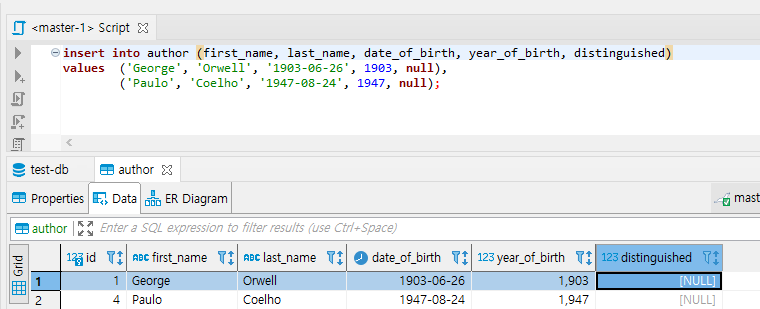 <master-1> Script
insert into author (first_name, last_name, date_of_birth, year_of_birth, distinguished)
values ('George', 'Orwell', '1903-06-26', 1903, null),
('Paulo', 'Coelho', '1947-08-24', 1947, null);
test-db author
Properties Data ER Diagram mast
author Enter a SQL expression to filter results (use Ctrl+Space)
Grid 123 id ABC first_name ABC last_name date_of_birth 123 year_of_birth 123 distinguished
1 1 George Orwell 1903-06-26 1,903 [NULL]
2 4 Paulo Coelho 1947-08-24 1,947 [NULL]